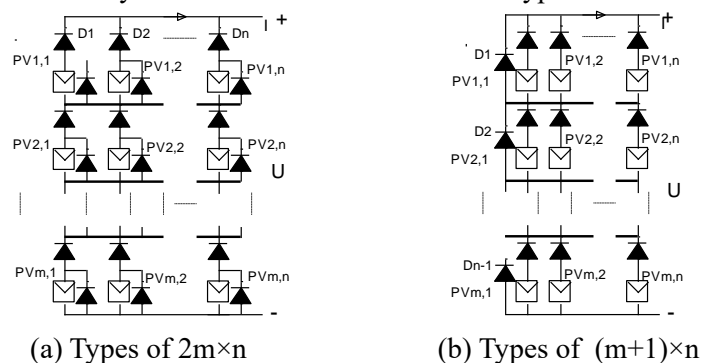 I +
D1 D2 Dn
PV1,1 PV1,2 PV1,n
PV2,1 PV2,2 PV2,n
U
PVm,1 PVm,2 PVm,n
-
(a) Types of 2m×n
I +
D1
PV1,1 PV1,2 PV1,n
D2
PV2,1 PV2,2 PV2,n
U
Dn-1
PVm,1 PVm,2 PVm,n
-
(b) Types of (m+1)×n